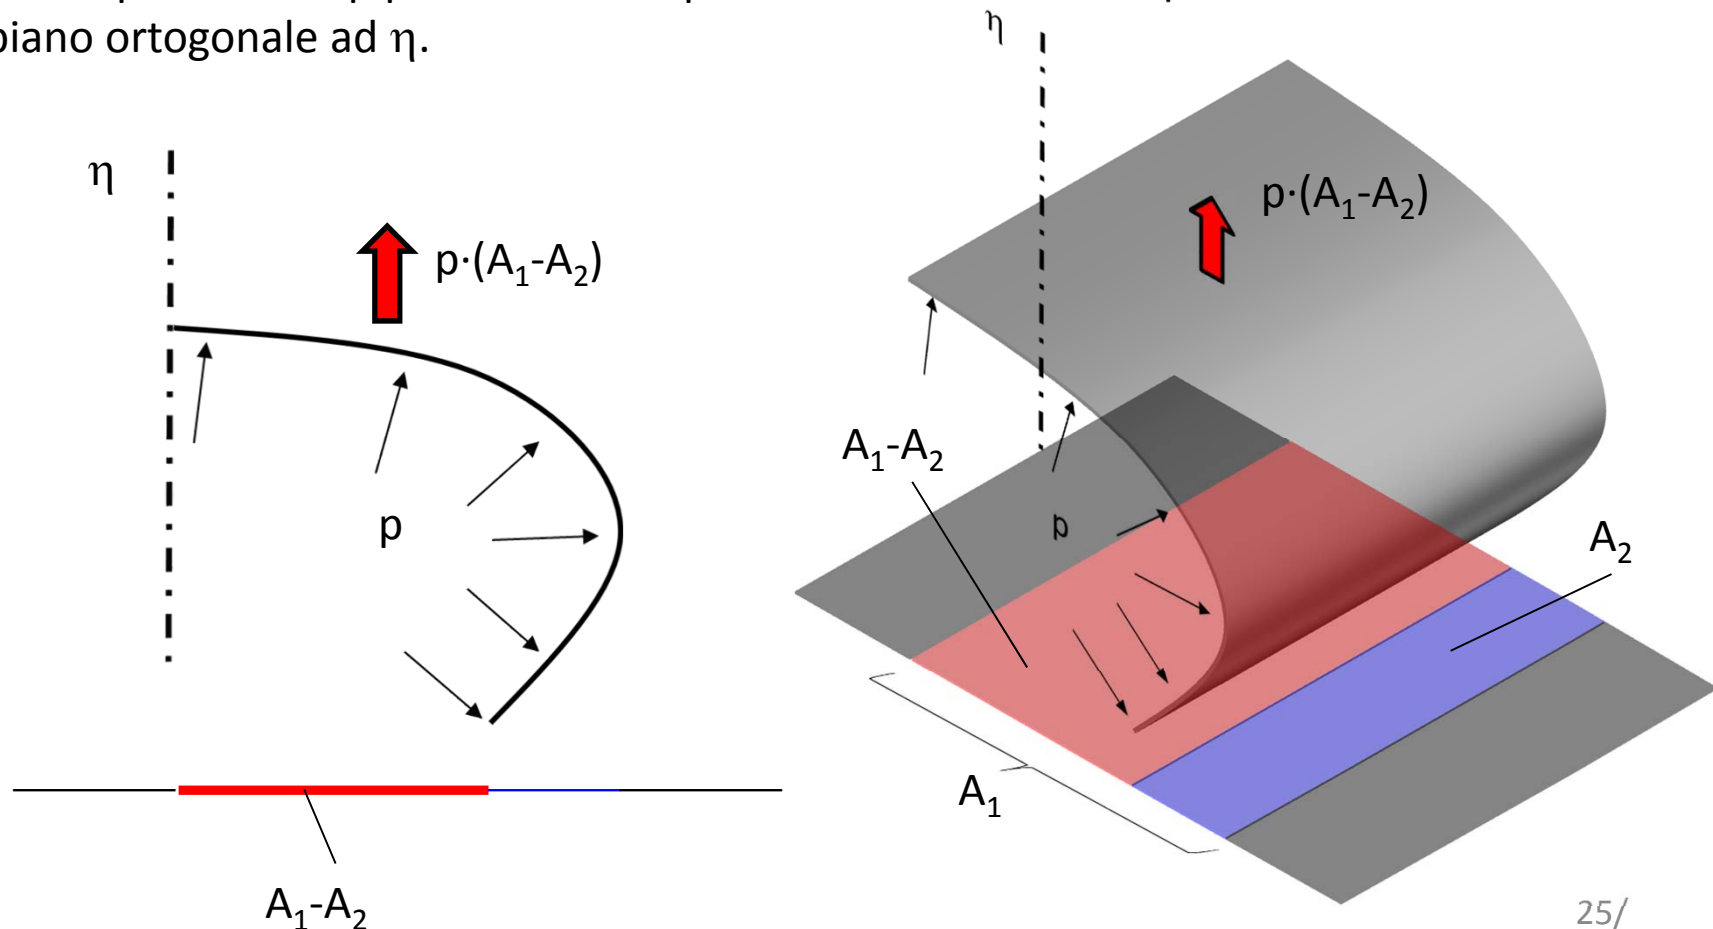 piano ortogonale ad η.
η
p·(A₁-A₂)
p
A₁-A₂
η
p·(A₁-A₂)
A₁-A₂
p
A₂
A₁
25/